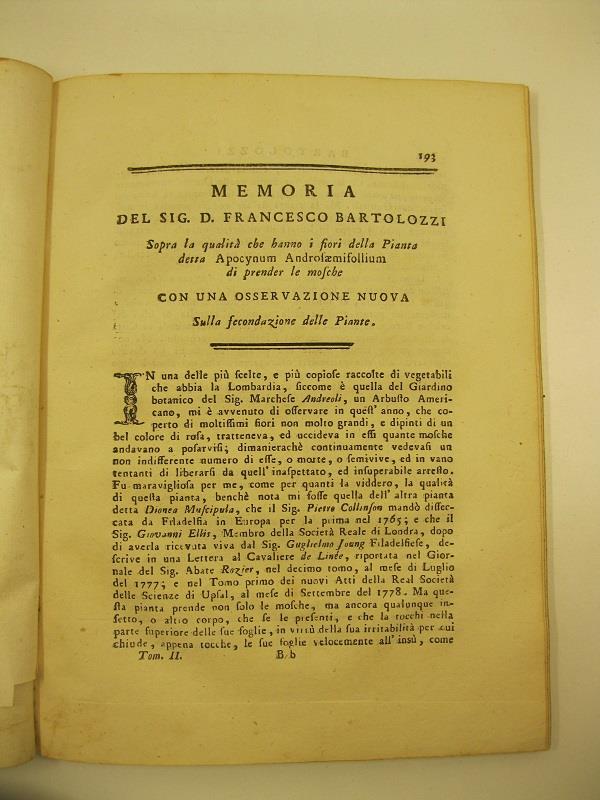 193
MEMORIA
DEL SIG. D. FRANCESCO BARTOLOZZI
Sopra la qualità che hanno i fiori della Pianta
detta Apocynum Androsæmifollium
di prender le mosche
CON UNA OSSERVAZIONE NUOVA
Sulla fecondazione delle Piante.
IN una delle più scelte, e più copiose raccolte di vegetabili
che abbia la Lombardia, siccome è quella del Giardino
botanico del Sig. Marchese Andreoli, un Arbusto Ameri-
cano, mi è avvenuto di osservare in quest' anno, che co-
perto di moltissimi fiori non molto grandi, e dipinti di un
bel colore di rosa, tratteneva, ed uccideva in essi quante mosche
andavano a posarvisi; dimanierachè continuamente vedevasi un
non indifferente numero di esse, o morte, o semivive, ed in vano
tentanti di liberarsi da quell' inaspettato, ed insuperabile arresto.
Fu maravigliosa per me, come per quanti la viddero, la qualità
di questa pianta, benchè nota mi fosse quella dell' altra pianta
detta Dionea Muscipula, che il Sig. Pietro Collinson mandò dissec-
cata da Filadelfia in Europa per la prima nel 1765; e che il
Sig. Giovanni Ellis, Membro della Società Reale di Londra, dopo
di averla ricevuta viva dal Sig. Guglielmo Joung Filadelfiese, de-
scrive in una Lettera al Cavaliere de Linée, riportata nel Gior-
nale del Sig. Abate Rozier, nel decimo tomo, al mese di Luglio
del 1777; e nel Tomo primo dei nuovi Atti della Real Società
delle Scienze di Upsal, al mese di Settembre del 1778. Ma que-
sta pianta prende non solo le mosche, ma ancora qualunque in-
setto, o altro corpo, che se le presenti, e che la tocchi nella
parte superiore delle sue foglie, in virtù della sua irritabilità per cui
chiude, appena tocche, le sue foglie velocemente all' insù, come
Tom. II. B b